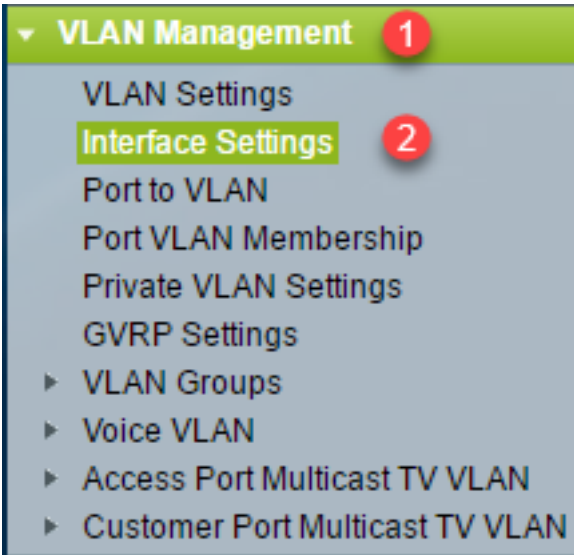 VLAN Management 1
VLAN Settings
Interface Settings 2
Port to VLAN
Port VLAN Membership
Private VLAN Settings
GVRP Settings
VLAN Groups
Voice VLAN
Access Port Multicast TV VLAN
Customer Port Multicast TV VLAN